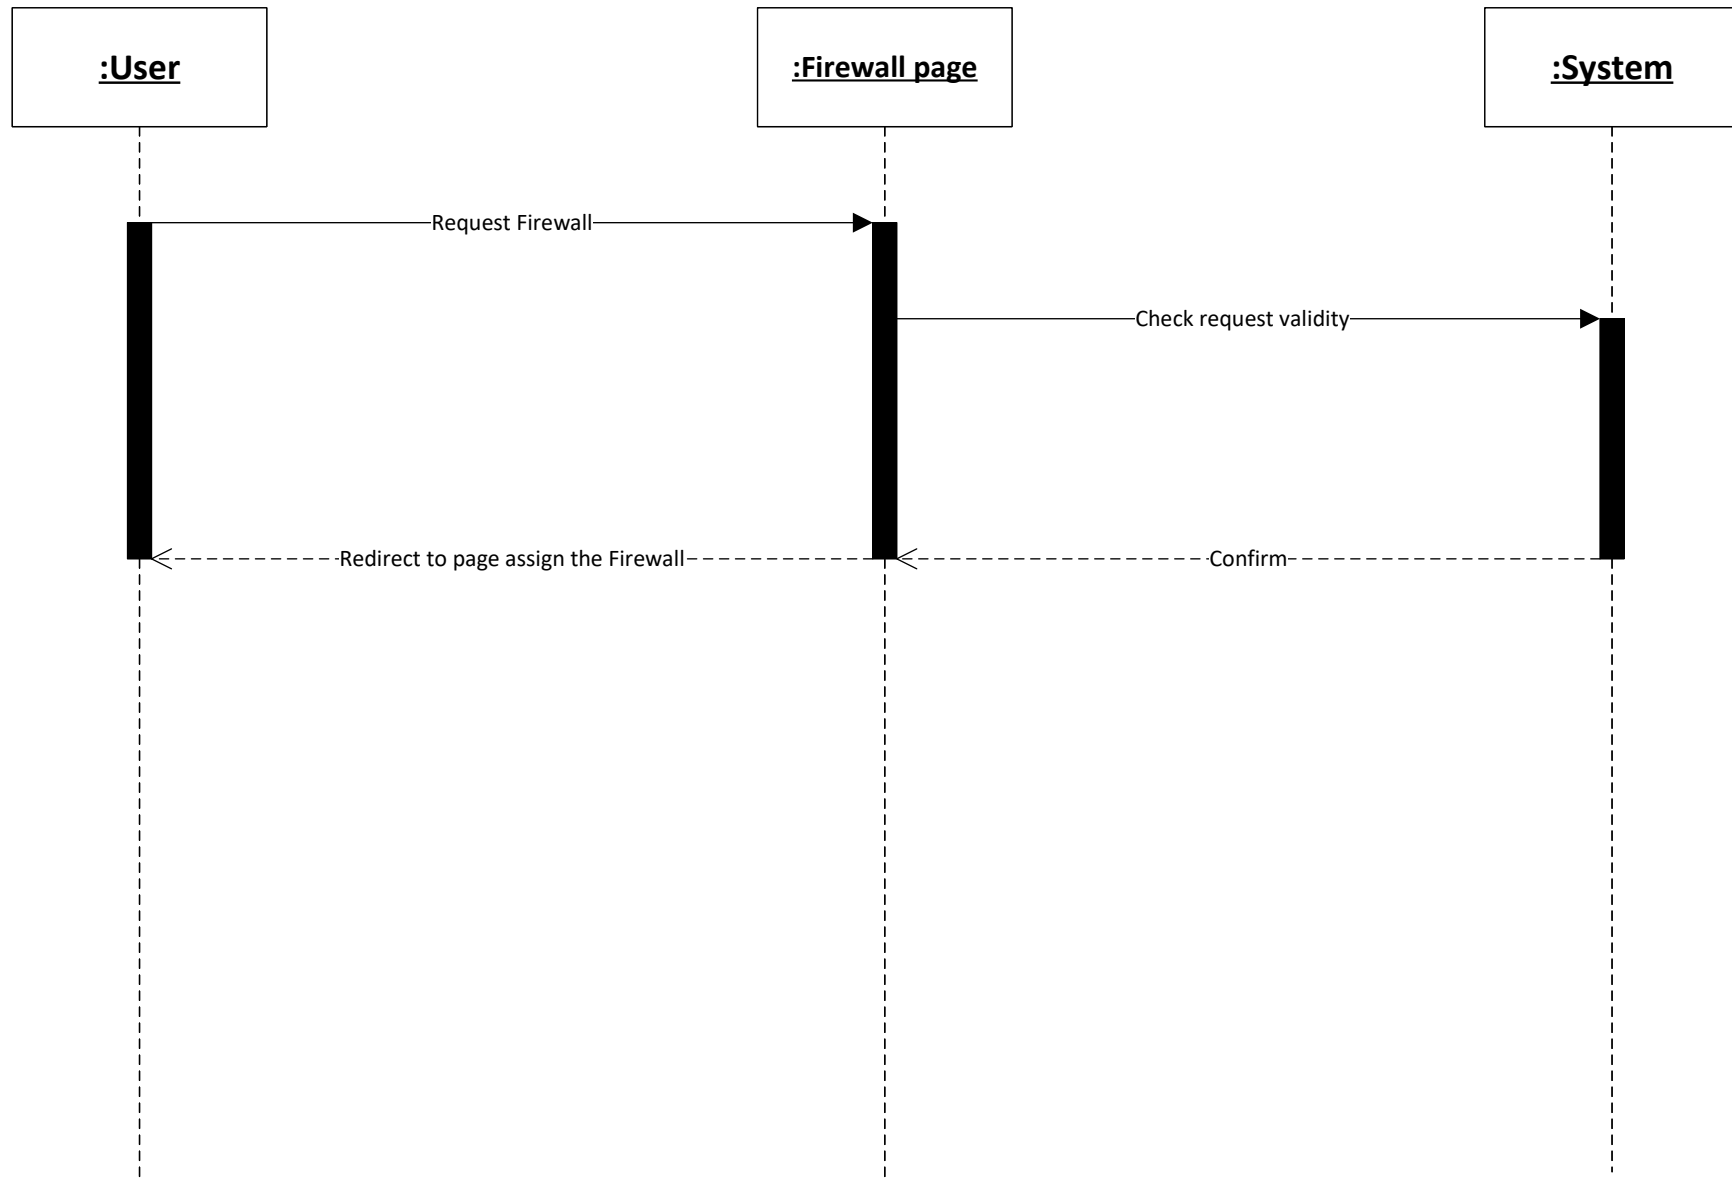 :User
:Firewall page
:System
Request Firewall
Check request validity
Redirect to page assign the Firewall
Confirm